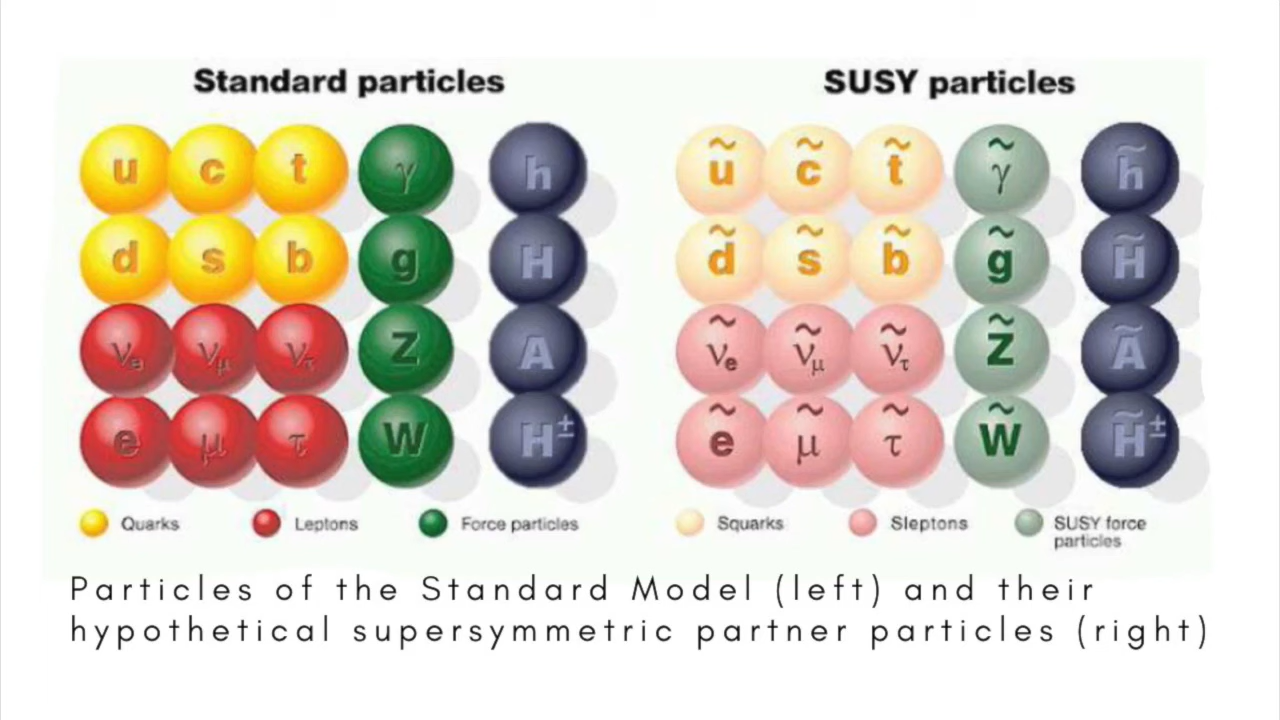 Standard particles
SUSY particles
u c t γ h
d s b g H
νe νμ ντ Z A
e μ τ W H±
ũ c̃ t̃ γ̃ h̃
d̃ s̃ b̃ g̃ H̃
ν̃e ν̃μ ν̃τ Z̃ Ã
ẽ μ̃ τ̃ W̃ H̃±
Quarks Leptons Force particles
Squarks Sleptons SUSY force
particles
Particles of the Standard Model (left) and their
hypothetical supersymmetric partner particles (right)